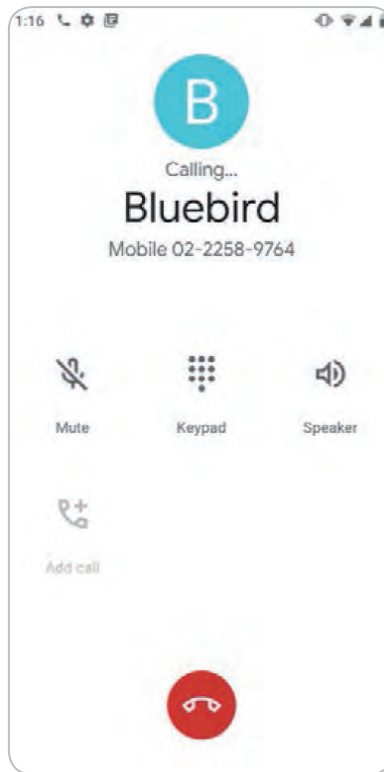 1:16
B
Calling...
Bluebird
Mobile 02-2258-9764
Mute Keypad Speaker
Add call